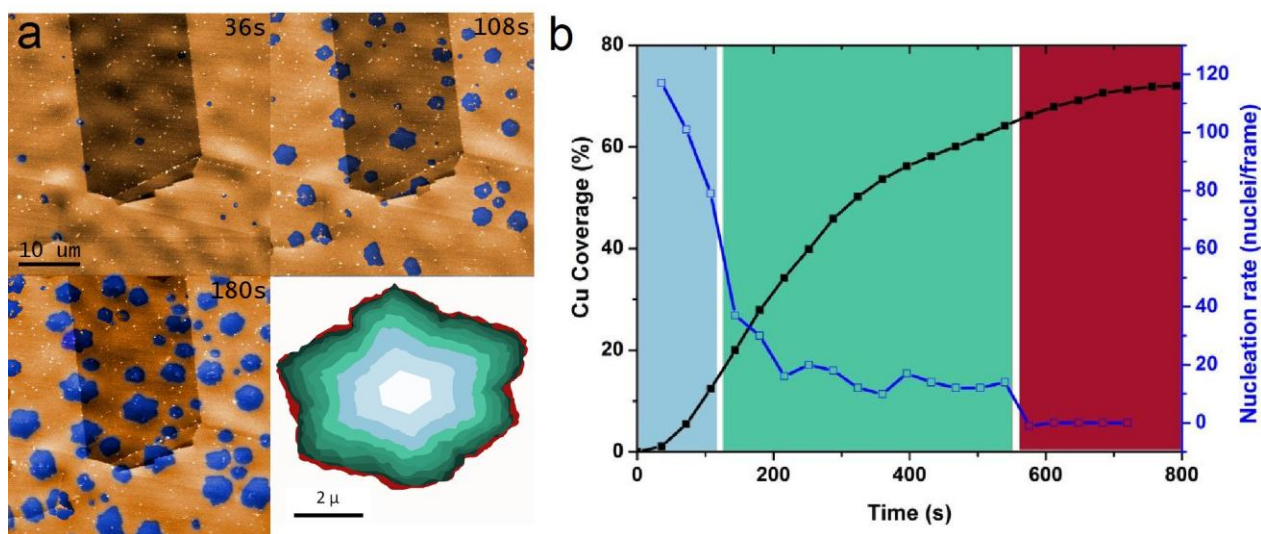 a
36s
108s
10 um
180s
2 μ
b
Cu Coverage (%)
80
60
40
20
0
0
200
400
600
800
Time (s)
120
100
80
60
40
20
0
Nucleation rate (nuclei/frame)